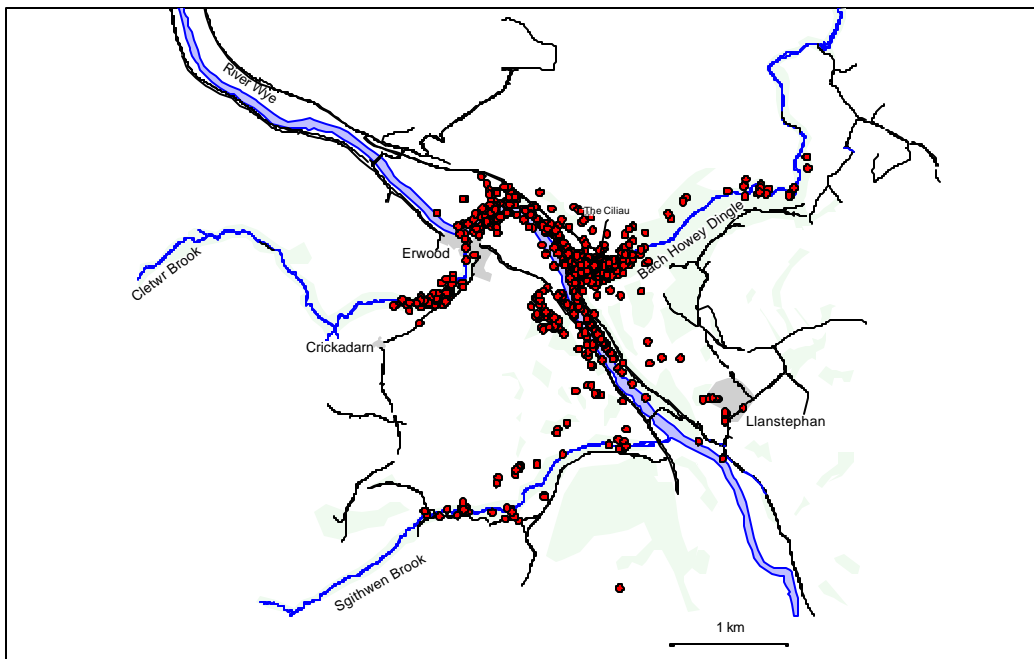 River Wye
The Ciliau
Erwood
Bach Howey Dingle
Cletwr Brook
Crickadarn
Llanstephan
Sgithwen Brook
1 km